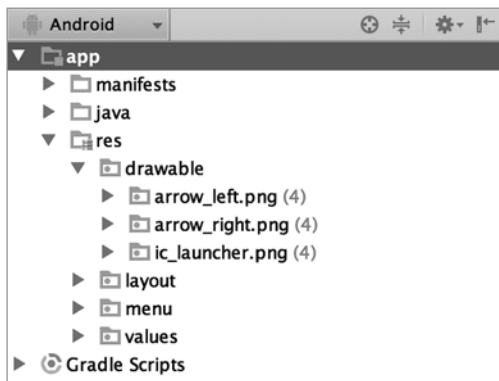 Android
app
manifests
java
res
drawable
arrow_left.png (4)
arrow_right.png (4)
ic_launcher.png (4)
layout
menu
values
Gradle Scripts